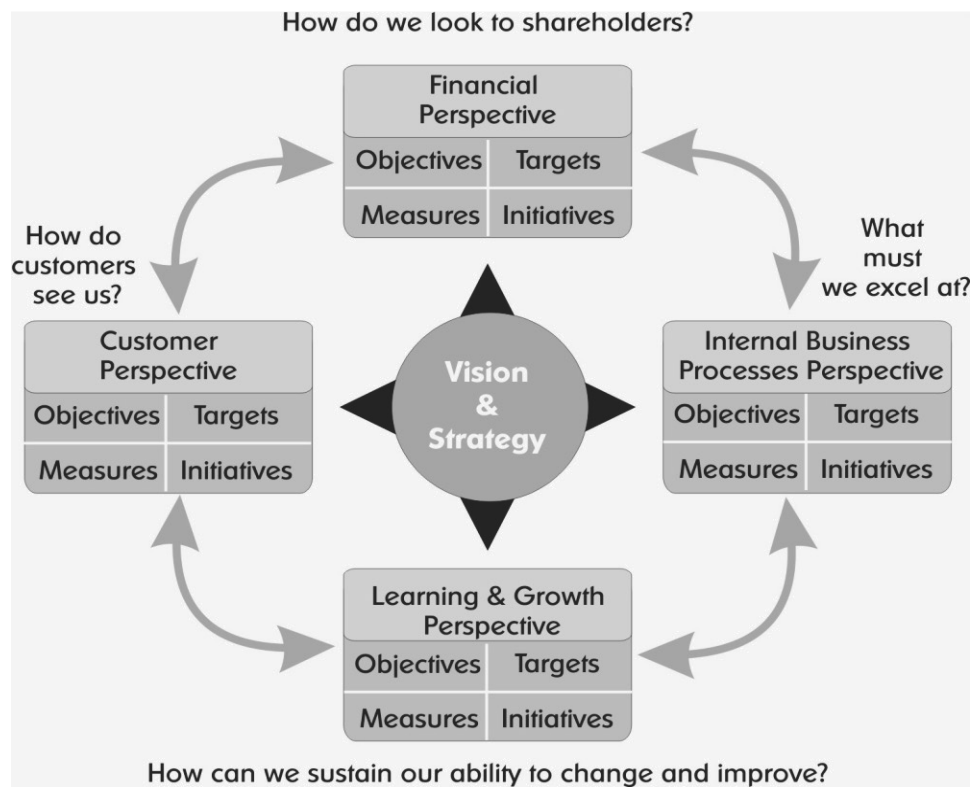 How do we look to shareholders?
Financial
Perspective
Objectives Targets
Measures Initiatives
How do
customers
see us?
What
must
we excel at?
Customer
Perspective
Objectives Targets
Measures Initiatives
Vision
&
Strategy
Internal Business
Processes Perspective
Objectives Targets
Measures Initiatives
Learning & Growth
Perspective
Objectives Targets
Measures Initiatives
How can we sustain our ability to change and improve?